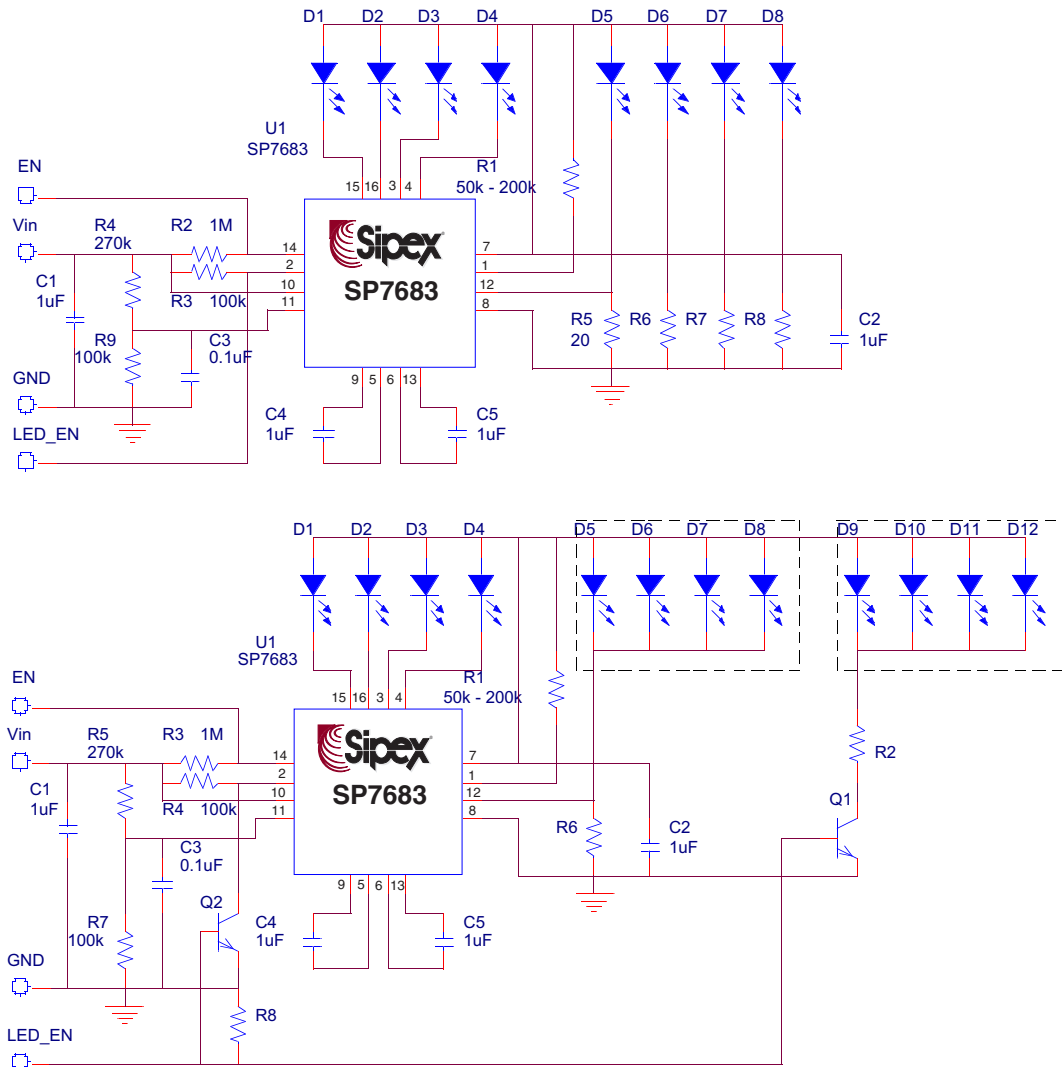 D1 D2 D3 D4 D5 D6 D7 D8
U1
SP7683
EN
R1
50k - 200k
15 16 3 4
Vin
R4
270k
R2 1M
14
2
10
11
Sipex
SP7683
7
1
12
8
C1
1uF
R3 100k
R9
100k
C3
0.1uF
R5
20
R6 R7 R8
C2
1uF
GND
9 5 6 13
LED_EN
C4
1uF
C5
1uF
D1 D2 D3 D4 D5 D6 D7 D8 D9 D10 D11 D12
U1
SP7683
EN
R1
50k - 200k
15 16 3 4
Vin
R5
270k
R3 1M
14
2
10
11
Sipex
SP7683
7
1
12
8
R2
C1
1uF
R4 100k
Q1
R6
C2
1uF
C3
0.1uF
9 5 6 13
Q2
R7
100k
C4
1uF
C5
1uF
GND
R8
LED_EN